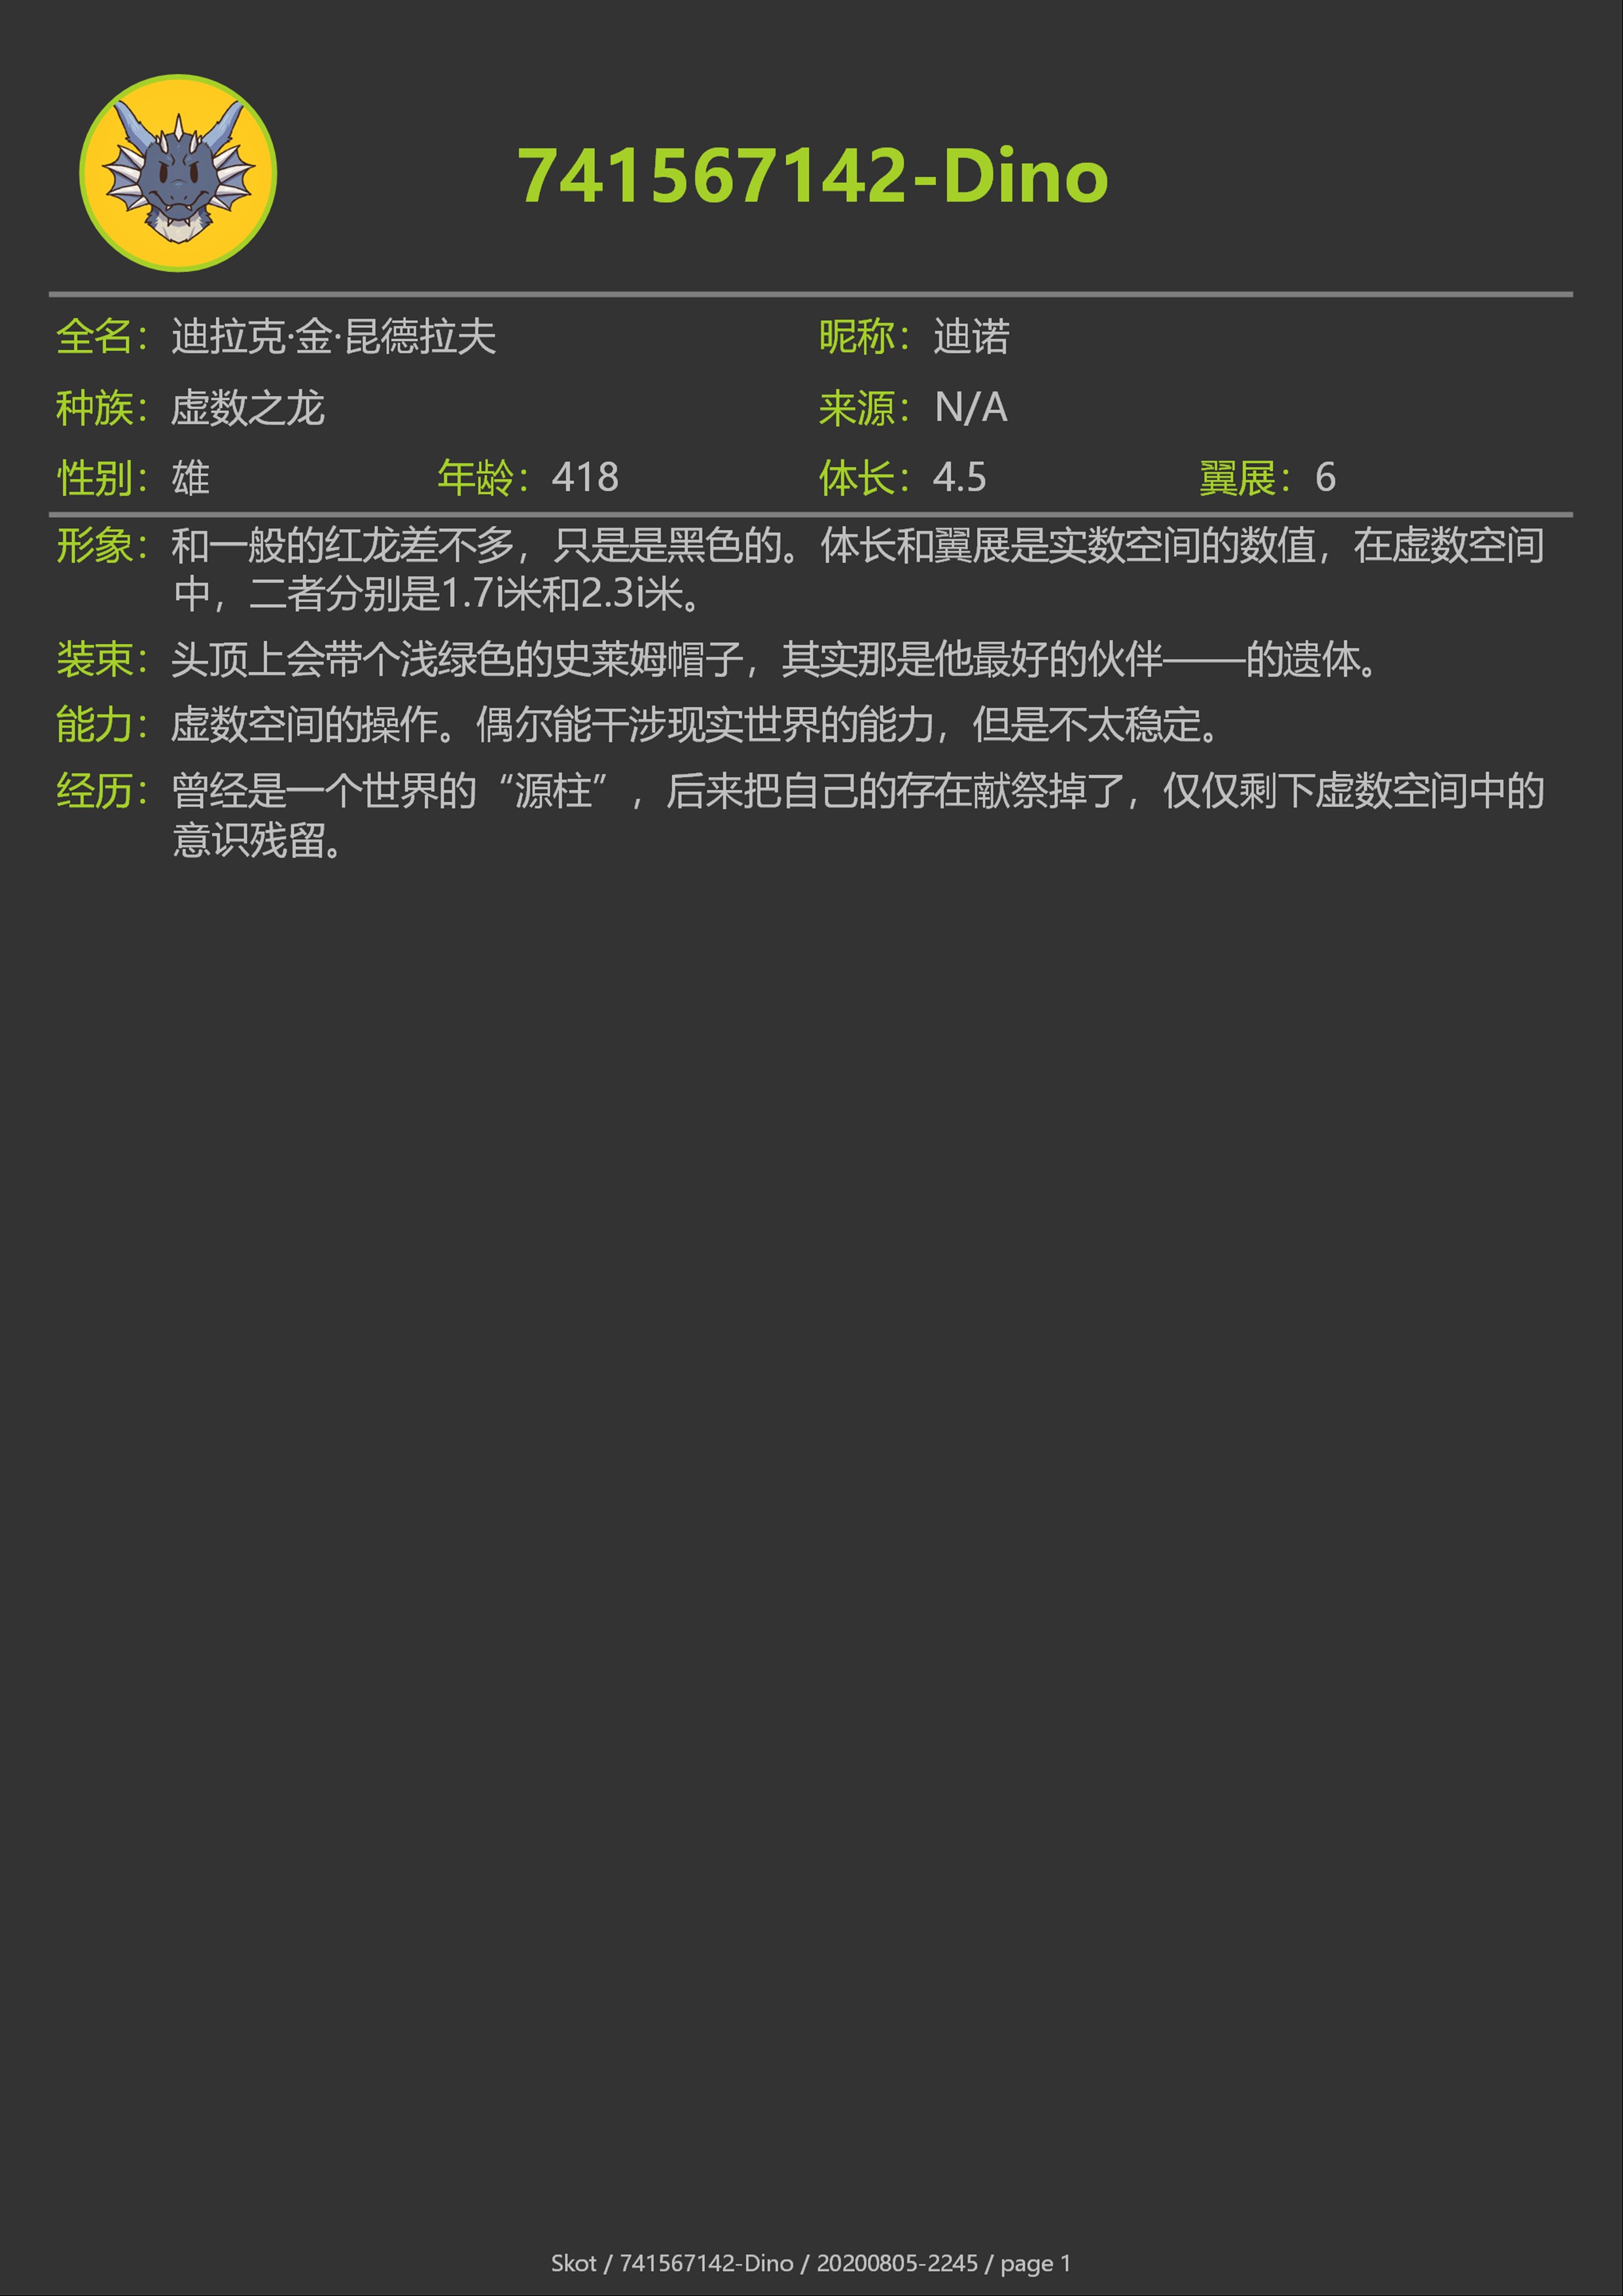 741567142-Dino
全名：迪拉克·金·昆德拉夫 昵称：迪诺
种族：虚数之龙 来源：N/A
性别：雄 年龄：418 体长：4.5 翼展：6
形象：和一般的红龙差不多，只是是黑色的。体长和翼展是实数空间的数值，在虚数空间
中，二者分别是1.7i米和2.3i米。
装束：头顶上会带个浅绿色的史莱姆帽子，其实那是他最好的伙伴——的遗体。
能力：虚数空间的操作。偶尔能干涉现实世界的能力，但是不太稳定。
经历：曾经是一个世界的“源柱”，后来把自己的存在献祭掉了，仅仅剩下虚数空间中的
意识残留。
Skot / 741567142-Dino / 20200805-2245 / page 1